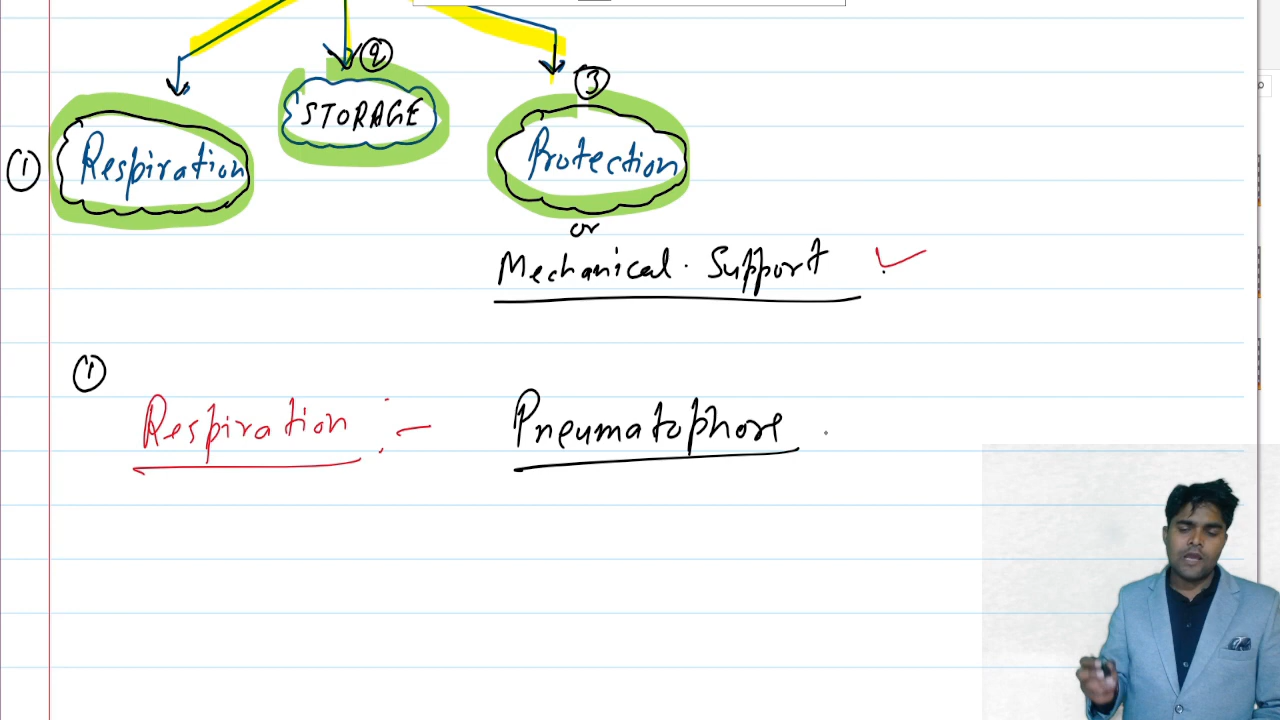 ② 
③
STORAGE
① Respiration
Protection
or
Mechanical. Support ✓
①
Respiration :- Pneumatophore